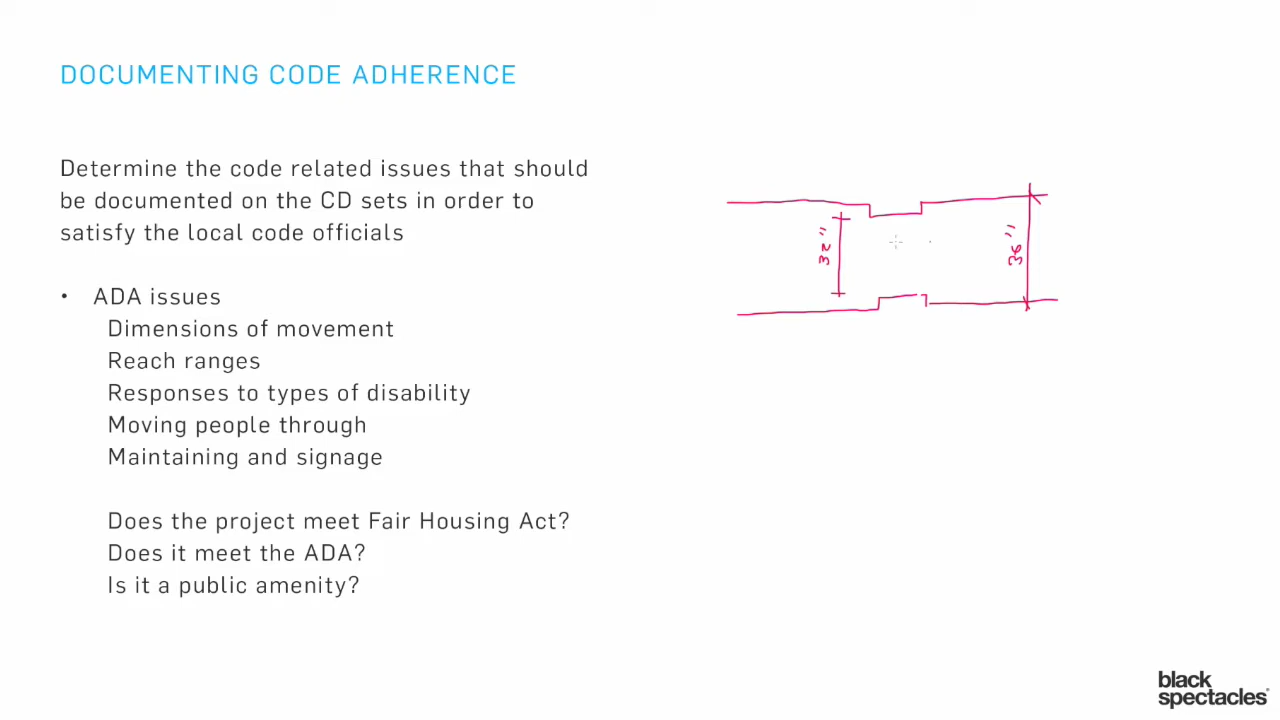 DOCUMENTING CODE ADHERENCE
Determine the code related issues that should
be documented on the CD sets in order to
satisfy the local code officials
• ADA issues
Dimensions of movement
Reach ranges
Responses to types of disability
Moving people through
Maintaining and signage
Does the project meet Fair Housing Act?
Does it meet the ADA?
Is it a public amenity?
32"
36"
black
spectacles®